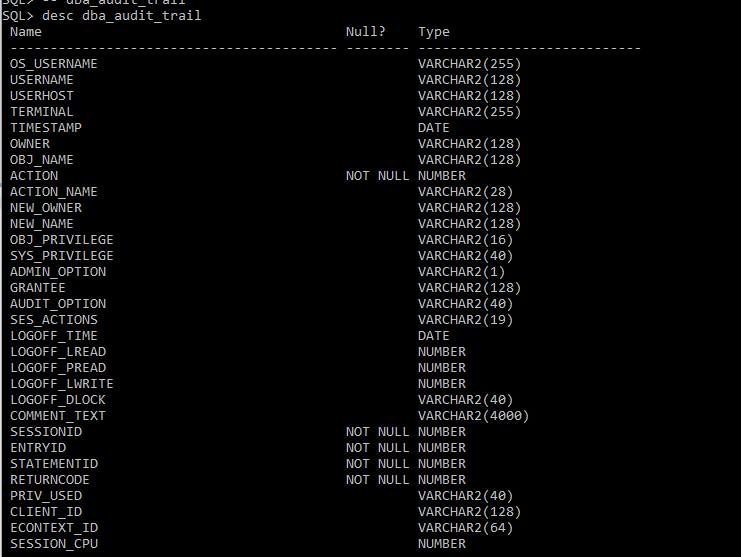 SQL> -- dba_audit_trail
SQL> desc dba_audit_trail
Name Null? Type
----------------------------------------- -------- ----------------------------
OS_USERNAME VARCHAR2(255)
USERNAME VARCHAR2(128)
USERHOST VARCHAR2(128)
TERMINAL VARCHAR2(255)
TIMESTAMP DATE
OWNER VARCHAR2(128)
OBJ_NAME VARCHAR2(128)
ACTION NOT NULL NUMBER
ACTION_NAME VARCHAR2(28)
NEW_OWNER VARCHAR2(128)
NEW_NAME VARCHAR2(128)
OBJ_PRIVILEGE VARCHAR2(16)
SYS_PRIVILEGE VARCHAR2(40)
ADMIN_OPTION VARCHAR2(1)
GRANTEE VARCHAR2(128)
AUDIT_OPTION VARCHAR2(40)
SES_ACTIONS VARCHAR2(19)
LOGOFF_TIME DATE
LOGOFF_LREAD NUMBER
LOGOFF_PREAD NUMBER
LOGOFF_LWRITE NUMBER
LOGOFF_DLOCK VARCHAR2(40)
COMMENT_TEXT VARCHAR2(4000)
SESSIONID NOT NULL NUMBER
ENTRYID NOT NULL NUMBER
STATEMENTID NOT NULL NUMBER
RETURNCODE NOT NULL NUMBER
PRIV_USED VARCHAR2(40)
CLIENT_ID VARCHAR2(128)
ECONTEXT_ID VARCHAR2(64)
SESSION_CPU NUMBER